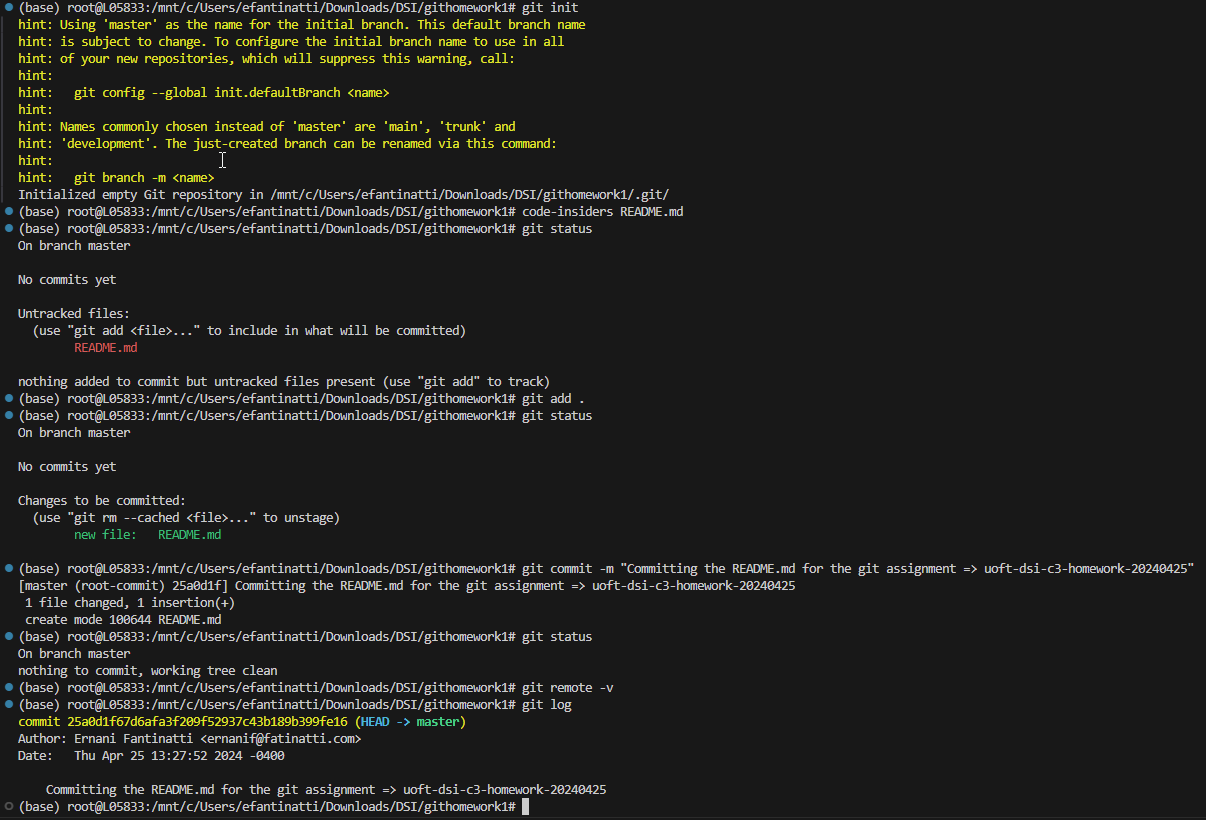 (base) root@L05833:/mnt/c/Users/efantinatti/Downloads/DSI/githomework1# git init
hint: Using 'master' as the name for the initial branch. This default branch name
hint: is subject to change. To configure the initial branch name to use in all
hint: of your new repositories, which will suppress this warning, call:
hint:
hint:   git config --global init.defaultBranch <name>
hint:
hint: Names commonly chosen instead of 'master' are 'main', 'trunk' and
hint: 'development'. The just-created branch can be renamed via this command:
hint:
hint:   git branch -m <name>
Initialized empty Git repository in /mnt/c/Users/efantinatti/Downloads/DSI/githomework1/.git/
(base) root@L05833:/mnt/c/Users/efantinatti/Downloads/DSI/githomework1# code-insiders README.md
(base) root@L05833:/mnt/c/Users/efantinatti/Downloads/DSI/githomework1# git status
On branch master
No commits yet
Untracked files:
  (use "git add <file>..." to include in what will be committed)
        README.md
nothing added to commit but untracked files present (use "git add" to track)
(base) root@L05833:/mnt/c/Users/efantinatti/Downloads/DSI/githomework1# git add .
(base) root@L05833:/mnt/c/Users/efantinatti/Downloads/DSI/githomework1# git status
On branch master
No commits yet
Changes to be committed:
  (use "git rm --cached <file>..." to unstage)
        new file:   README.md
(base) root@L05833:/mnt/c/Users/efantinatti/Downloads/DSI/githomework1# git commit -m "Committing the README.md for the git assignment => uoft-dsi-c3-homework-20240425"
[master (root-commit) 25a0d1f] Committing the README.md for the git assignment => uoft-dsi-c3-homework-20240425
 1 file changed, 1 insertion(+)
 create mode 100644 README.md
(base) root@L05833:/mnt/c/Users/efantinatti/Downloads/DSI/githomework1# git status
On branch master
nothing to commit, working tree clean
(base) root@L05833:/mnt/c/Users/efantinatti/Downloads/DSI/githomework1# git remote -v
(base) root@L05833:/mnt/c/Users/efantinatti/Downloads/DSI/githomework1# git log
commit 25a0d1f67d6afa3f209f52937c43b189b399fe16 (HEAD -> master)
Author: Ernani Fantinatti <ernanif@fatinatti.com>
Date:   Thu Apr 25 13:27:52 2024 -0400
    Committing the README.md for the git assignment => uoft-dsi-c3-homework-20240425
(base) root@L05833:/mnt/c/Users/efantinatti/Downloads/DSI/githomework1#